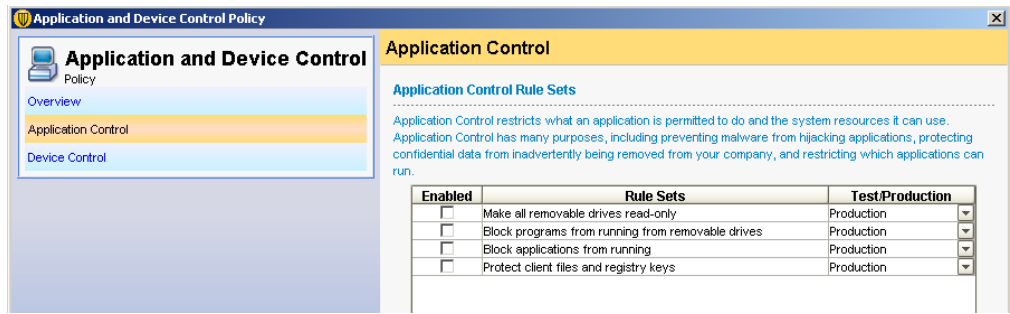 Application and Device Control Policy
Application and Device Control
Policy
Overview
Application Control
Device Control
Application Control
Application Control Rule Sets
Application Control restricts what an application is permitted to do and the system resources it can use.
Application Control has many purposes, including preventing malware from hijacking applications, protecting
confidential data from inadvertently being removed from your company, and restricting which applications can
run.
Enabled Rule Sets Test/Production
Make all removable drives read-only Production
Block programs from running from removable drives Production
Block applications from running Production
Protect client files and registry keys Production